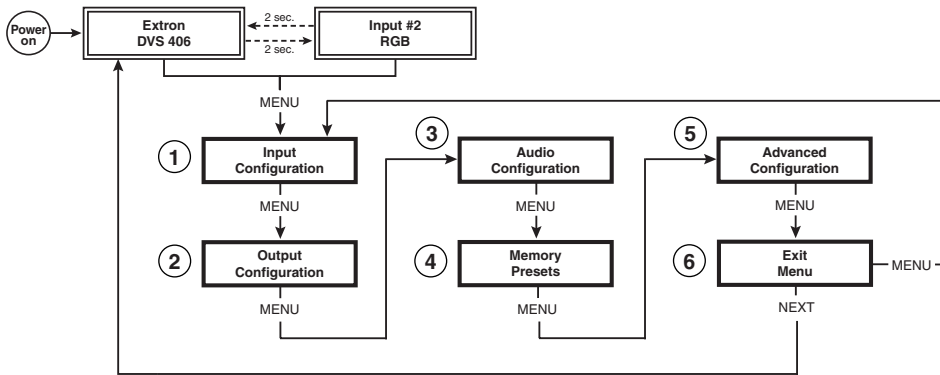 Power
on
Extron
DVS 406
2 sec.
2 sec.
Input #2
RGB
MENU
1
Input
Configuration
MENU
2
Output
Configuration
MENU
3
Audio
Configuration
MENU
4
Memory
Presets
MENU
5
Advanced
Configuration
MENU
6
Exit
Menu
MENU
NEXT